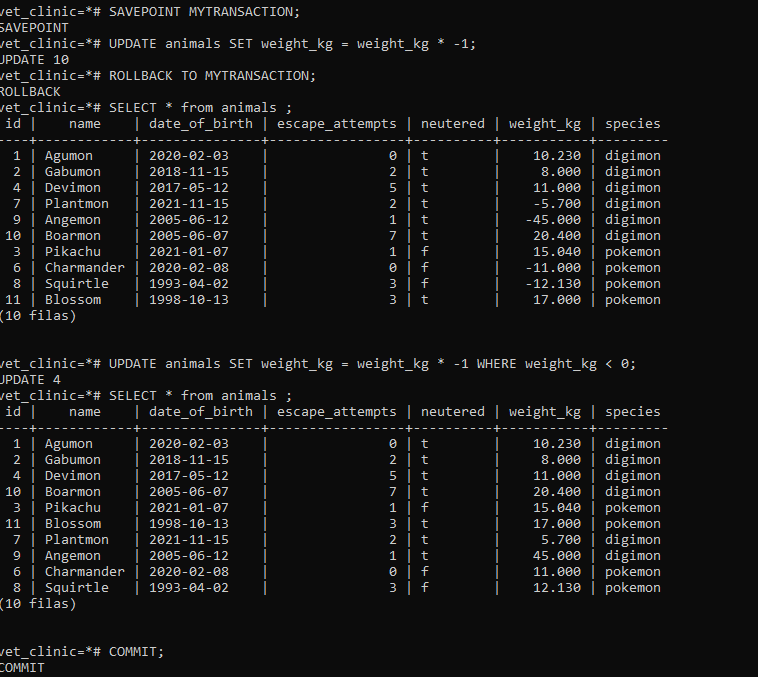 vet_clinic=*# SAVEPOINT MYTRANSACTION;
SAVEPOINT
vet_clinic=*# UPDATE animals SET weight_kg = weight_kg * -1;
UPDATE 10
vet_clinic=*# ROLLBACK TO MYTRANSACTION;
ROLLBACK
vet_clinic=*# SELECT * from animals ;
 id |    name    | date_of_birth | escape_attempts | neutered | weight_kg | species
----+------------+---------------+-----------------+----------+-----------+---------
  1 | Agumon     | 2020-02-03    |               0 | t        |    10.230 | digimon
  2 | Gabumon    | 2018-11-15    |               2 | t        |     8.000 | digimon
  4 | Devimon    | 2017-05-12    |               5 | t        |    11.000 | digimon
  7 | Plantmon   | 2021-11-15    |               2 | t        |    -5.700 | digimon
  9 | Angemon    | 2005-06-12    |               1 | t        |   -45.000 | digimon
 10 | Boarmon    | 2005-06-07    |               7 | t        |    20.400 | digimon
  3 | Pikachu    | 2021-01-07    |               1 | f        |    15.040 | pokemon
  6 | Charmander | 2020-02-08    |               0 | f        |   -11.000 | pokemon
  8 | Squirtle   | 1993-04-02    |               3 | f        |   -12.130 | pokemon
 11 | Blossom    | 1998-10-13    |               3 | t        |    17.000 | pokemon
(10 filas)
vet_clinic=*# UPDATE animals SET weight_kg = weight_kg * -1 WHERE weight_kg < 0;
UPDATE 4
vet_clinic=*# SELECT * from animals ;
 id |    name    | date_of_birth | escape_attempts | neutered | weight_kg | species
----+------------+---------------+-----------------+----------+-----------+---------
  1 | Agumon     | 2020-02-03    |               0 | t        |    10.230 | digimon
  2 | Gabumon    | 2018-11-15    |               2 | t        |     8.000 | digimon
  4 | Devimon    | 2017-05-12    |               5 | t        |    11.000 | digimon
 10 | Boarmon    | 2005-06-07    |               7 | t        |    20.400 | digimon
  3 | Pikachu    | 2021-01-07    |               1 | f        |    15.040 | pokemon
 11 | Blossom    | 1998-10-13    |               3 | t        |    17.000 | pokemon
  7 | Plantmon   | 2021-11-15    |               2 | t        |     5.700 | digimon
  9 | Angemon    | 2005-06-12    |               1 | t        |    45.000 | digimon
  6 | Charmander | 2020-02-08    |               0 | f        |    11.000 | pokemon
  8 | Squirtle   | 1993-04-02    |               3 | f        |    12.130 | pokemon
(10 filas)
vet_clinic=*# COMMIT;
COMMIT